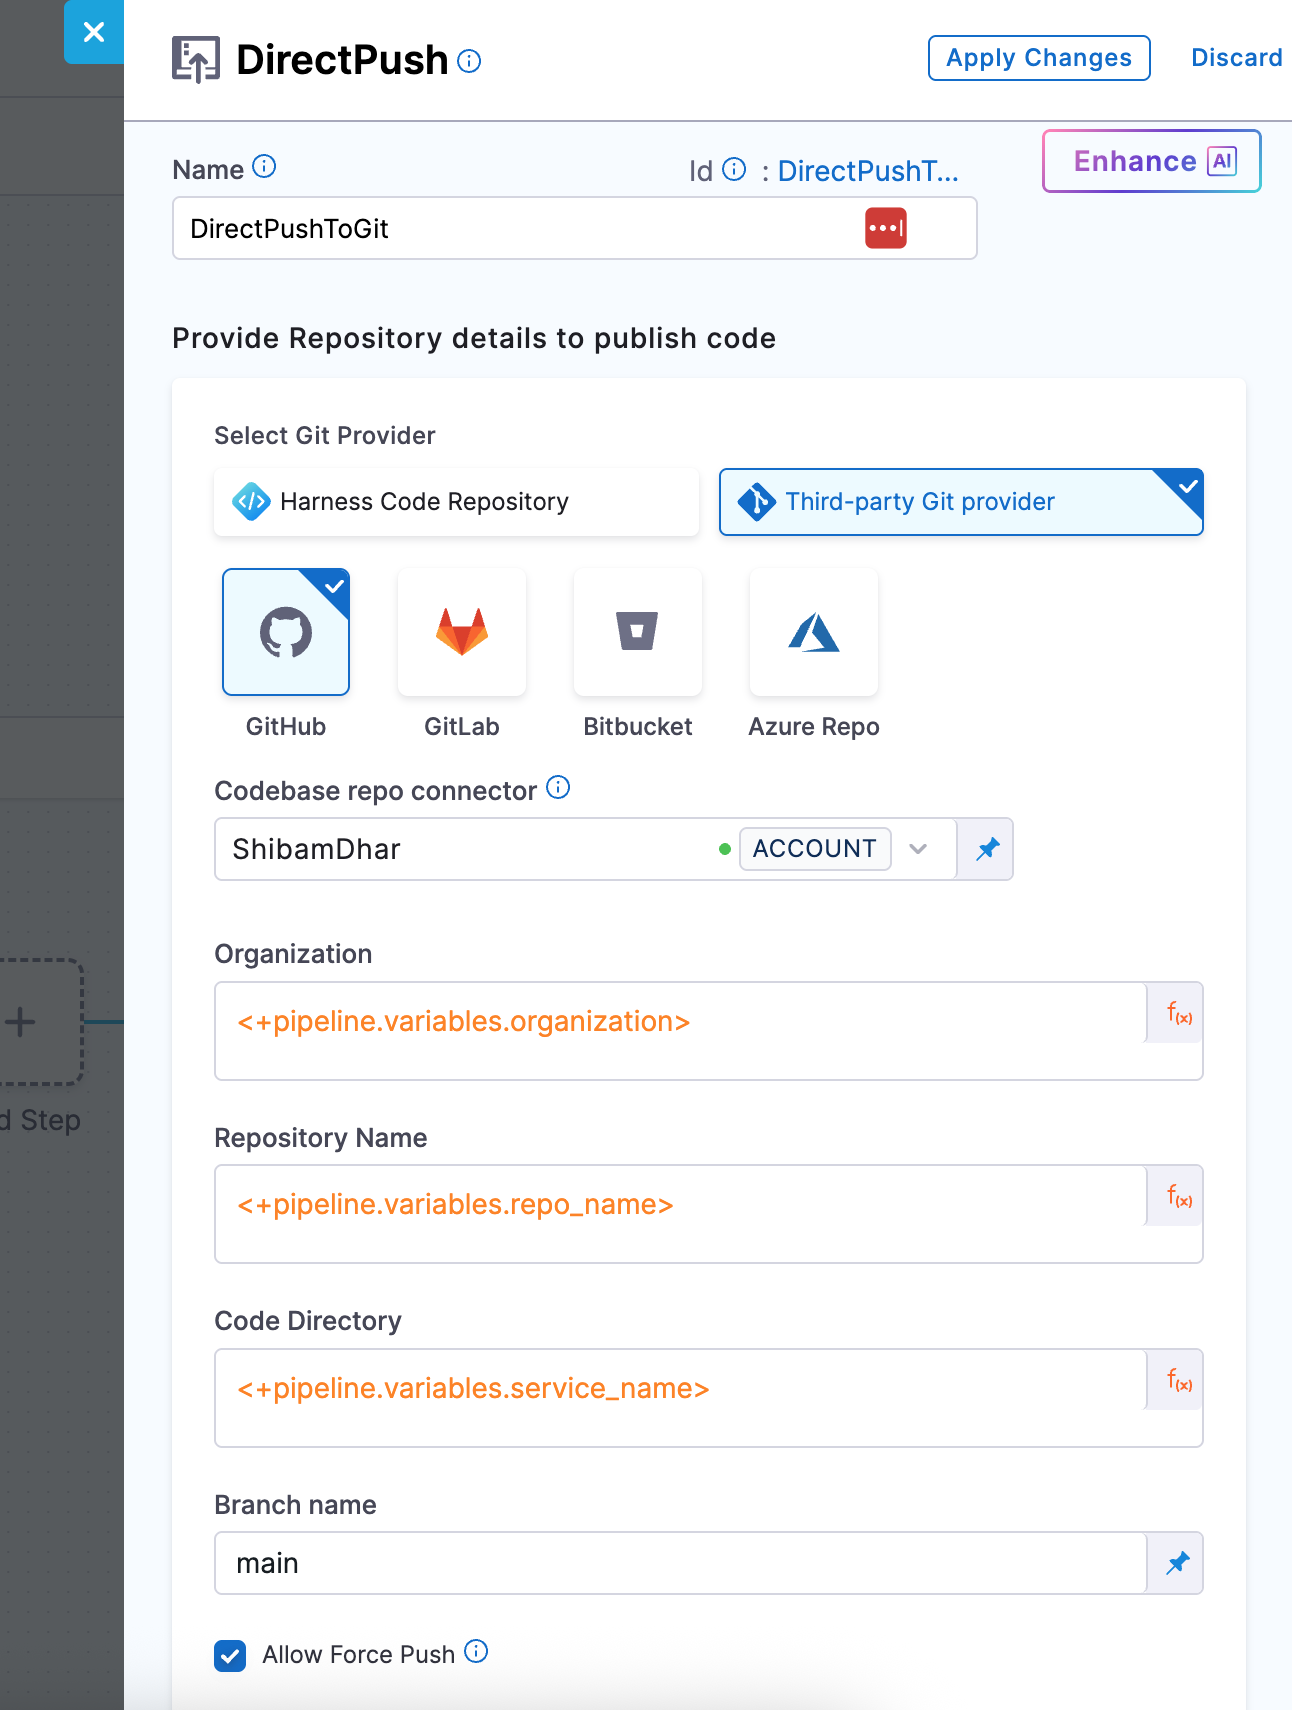 DirectPush
Apply Changes
Discard
Name
Id : DirectPushT...
Enhance AI
DirectPushToGit
Provide Repository details to publish code
Select Git Provider
Harness Code Repository
Third-party Git provider
GitHub
GitLab
Bitbucket
Azure Repo
Codebase repo connector
ShibamDhar
ACCOUNT
Organization
<+pipeline.variables.organization>
f(x)
Repository Name
<+pipeline.variables.repo_name>
f(x)
d Step
Code Directory
<+pipeline.variables.service_name>
f(x)
Branch name
main
Allow Force Push